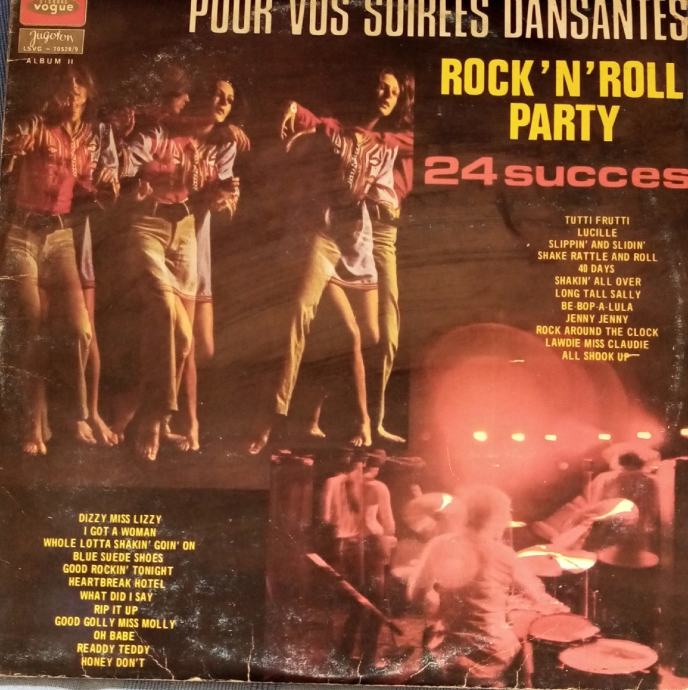 DISQUES
vogue
Jugoton
LSVG - 70528/9
ALBUM II
POUR VOS SOIREES DANSANTES
ROCK'N'ROLL
PARTY
24 succes
TUTTI FRUTTI
LUCILLE
SLIPPIN' AND SLIDIN'
SHAKE RATTLE AND ROLL
40 DAYS
SHAKIN' ALL OVER
LONG TALL SALLY
BE-BOP-A-LULA
JENNY JENNY
ROCK AROUND THE CLOCK
LAWDIE MISS CLAUDIE
ALL SHOOK UP
DIZZY MISS LIZZY
I GOT A WOMAN
WHOLE LOTTA SHAKIN' GOIN' ON
BLUE SUEDE SHOES
GOOD ROCKIN' TONIGHT
HEARTBREAK HOTEL
WHAT DID I SAY
RIP IT UP
GOOD GOLLY MISS MOLLY
OH BABE
READDY TEDDY
HONEY DON'T